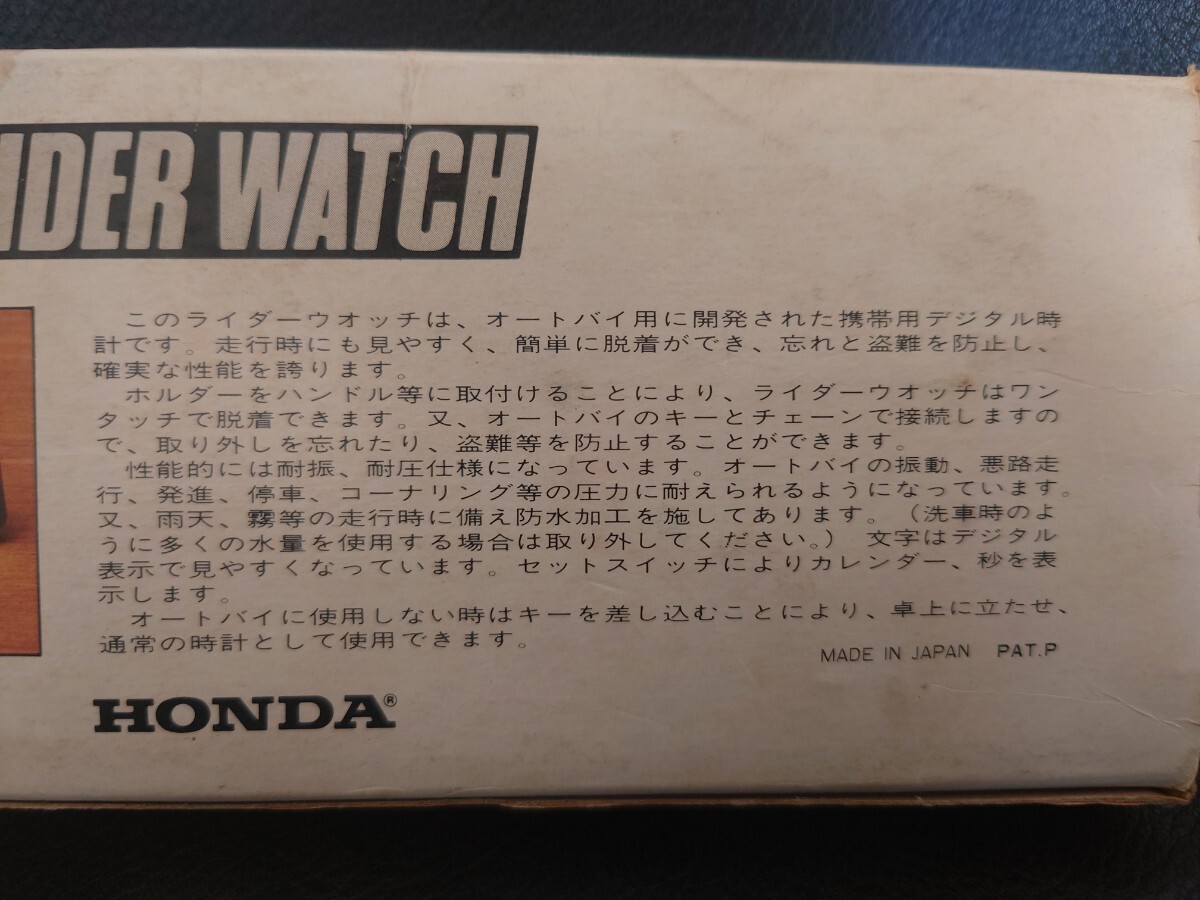 IDER WATCH
このライダーウオッチは、オートバイ用に開発された携帯用デジタル時
計です。走行時にも見やすく、簡単に脱着ができ、忘れと盗難を防止し、
確実な性能を誇ります。
ホルダーをハンドル等に取付けることにより、ライダーウオッチはワン
タッチで脱着できます。又、オートバイのキーとチェーンで接続しますの
で、取り外しを忘れたり、盗難等を防止することができます。
性能的には耐振、耐圧仕様になっています。オートバイの振動、悪路走
行、発進、停車、コーナリング等の圧力に耐えられるようになっています。
又、雨天、霧等の走行時に備え防水加工を施してあります。（洗車時のよ
うに多くの水量を使用する場合は取り外してください。） 文字はデジタル
表示で見やすくなっています。セットスイッチによりカレンダー、秒を表
示します。
オートバイに使用しない時はキーを差し込むことにより、卓上に立たせ、
通常の時計として使用できます。
MADE IN JAPAN PAT.P
HONDA®